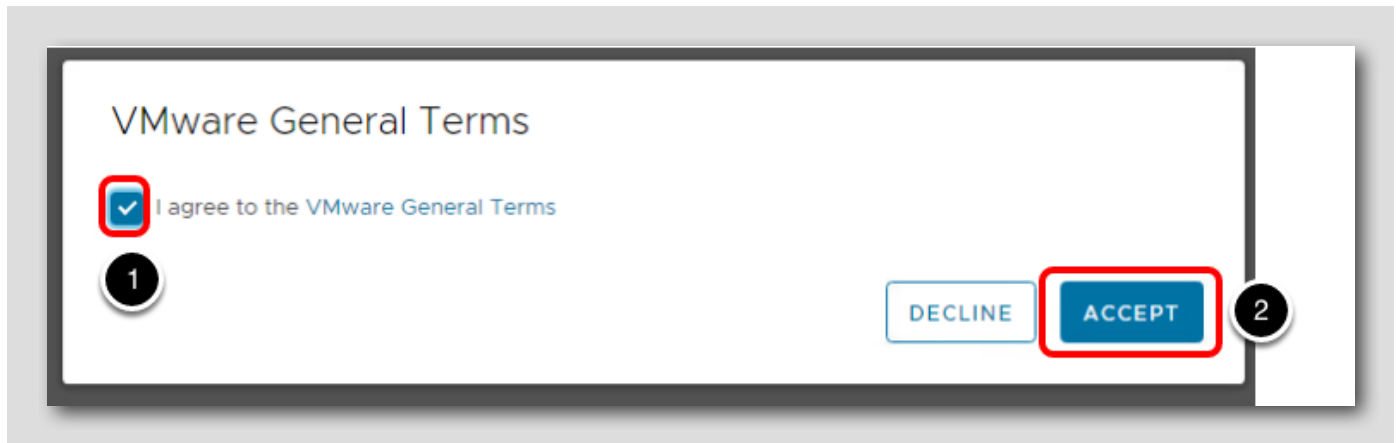 VMware General Terms
I agree to the VMware General Terms
1
DECLINE ACCEPT 2